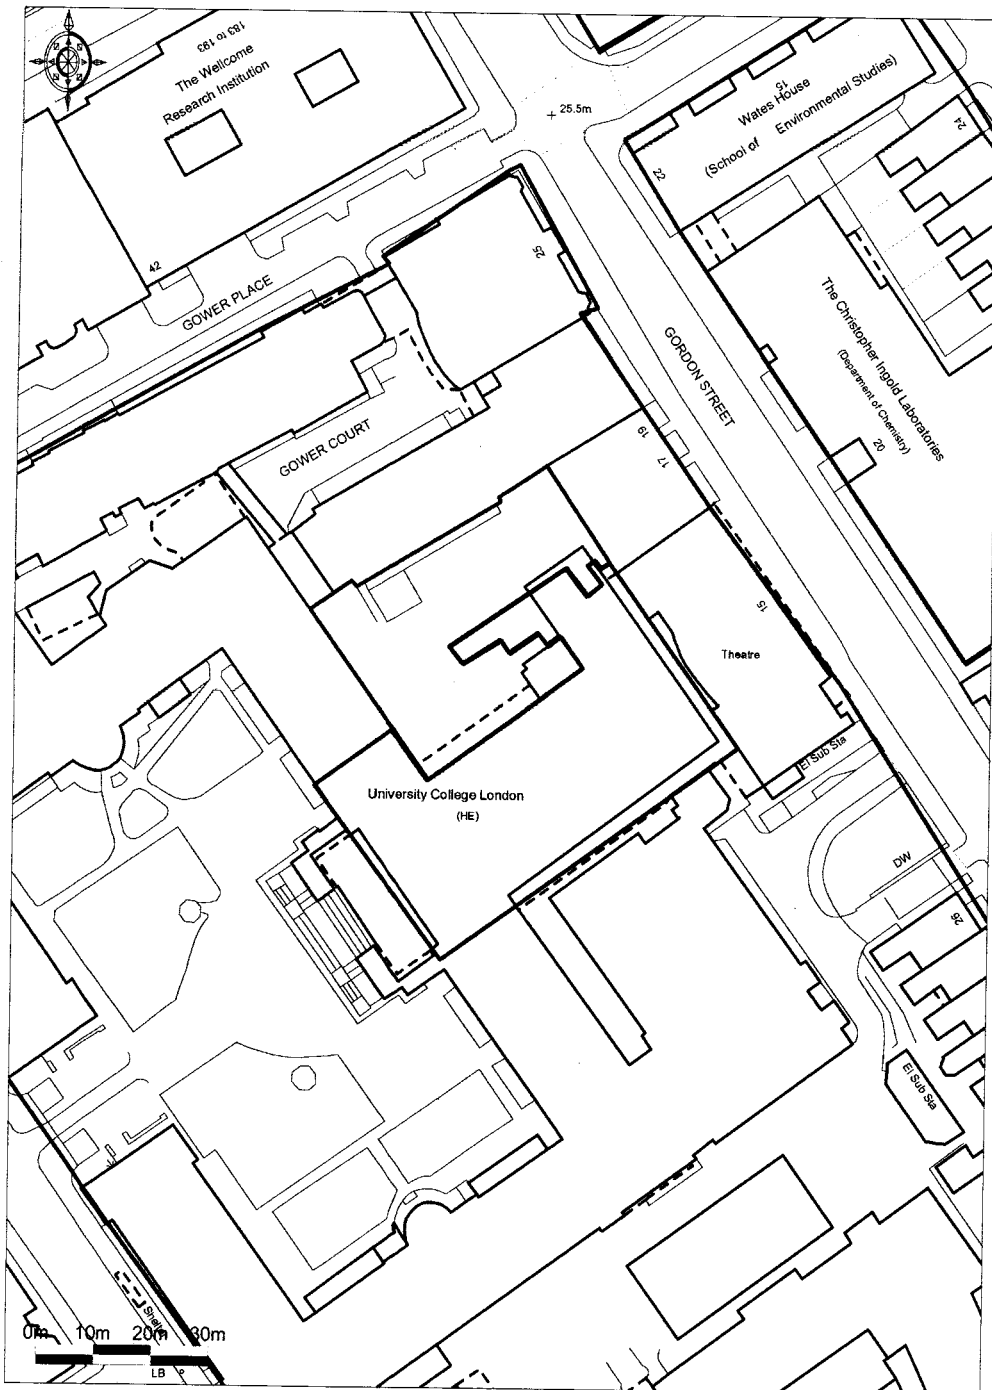 183 to 193
The Wellcome
Research Institution
25.5m
15
Wates House
(School of Environmental Studies)
24
22
42
GOWER PLACE
25
GORDON STREET
The Christopher Ingold Laboratories
(Department of Chemistry)
20
GOWER COURT
19
17
15
Theatre
El Sub Sta
University College London
(HE)
DW
26
El Sub Sta
0m 10m 20m 30m
LB